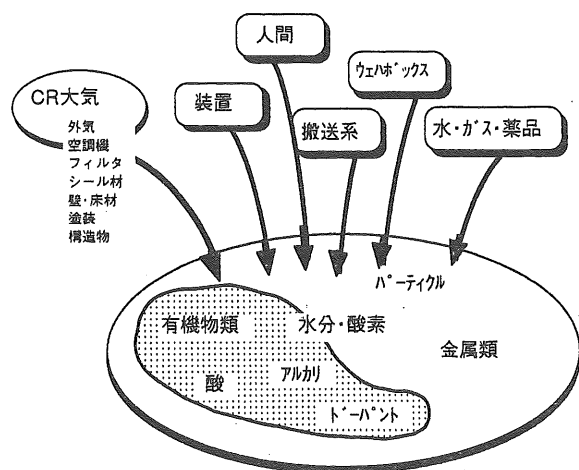 人間
ウェハボックス
CR大気
装置
搬送系
水・ガス・薬品
外気
空調機
フィルタ
シール材
壁・床材
塗装
構造物
パーティクル
有機物類
水分・酸素
金属類
酸
アルカリ
ドーパント